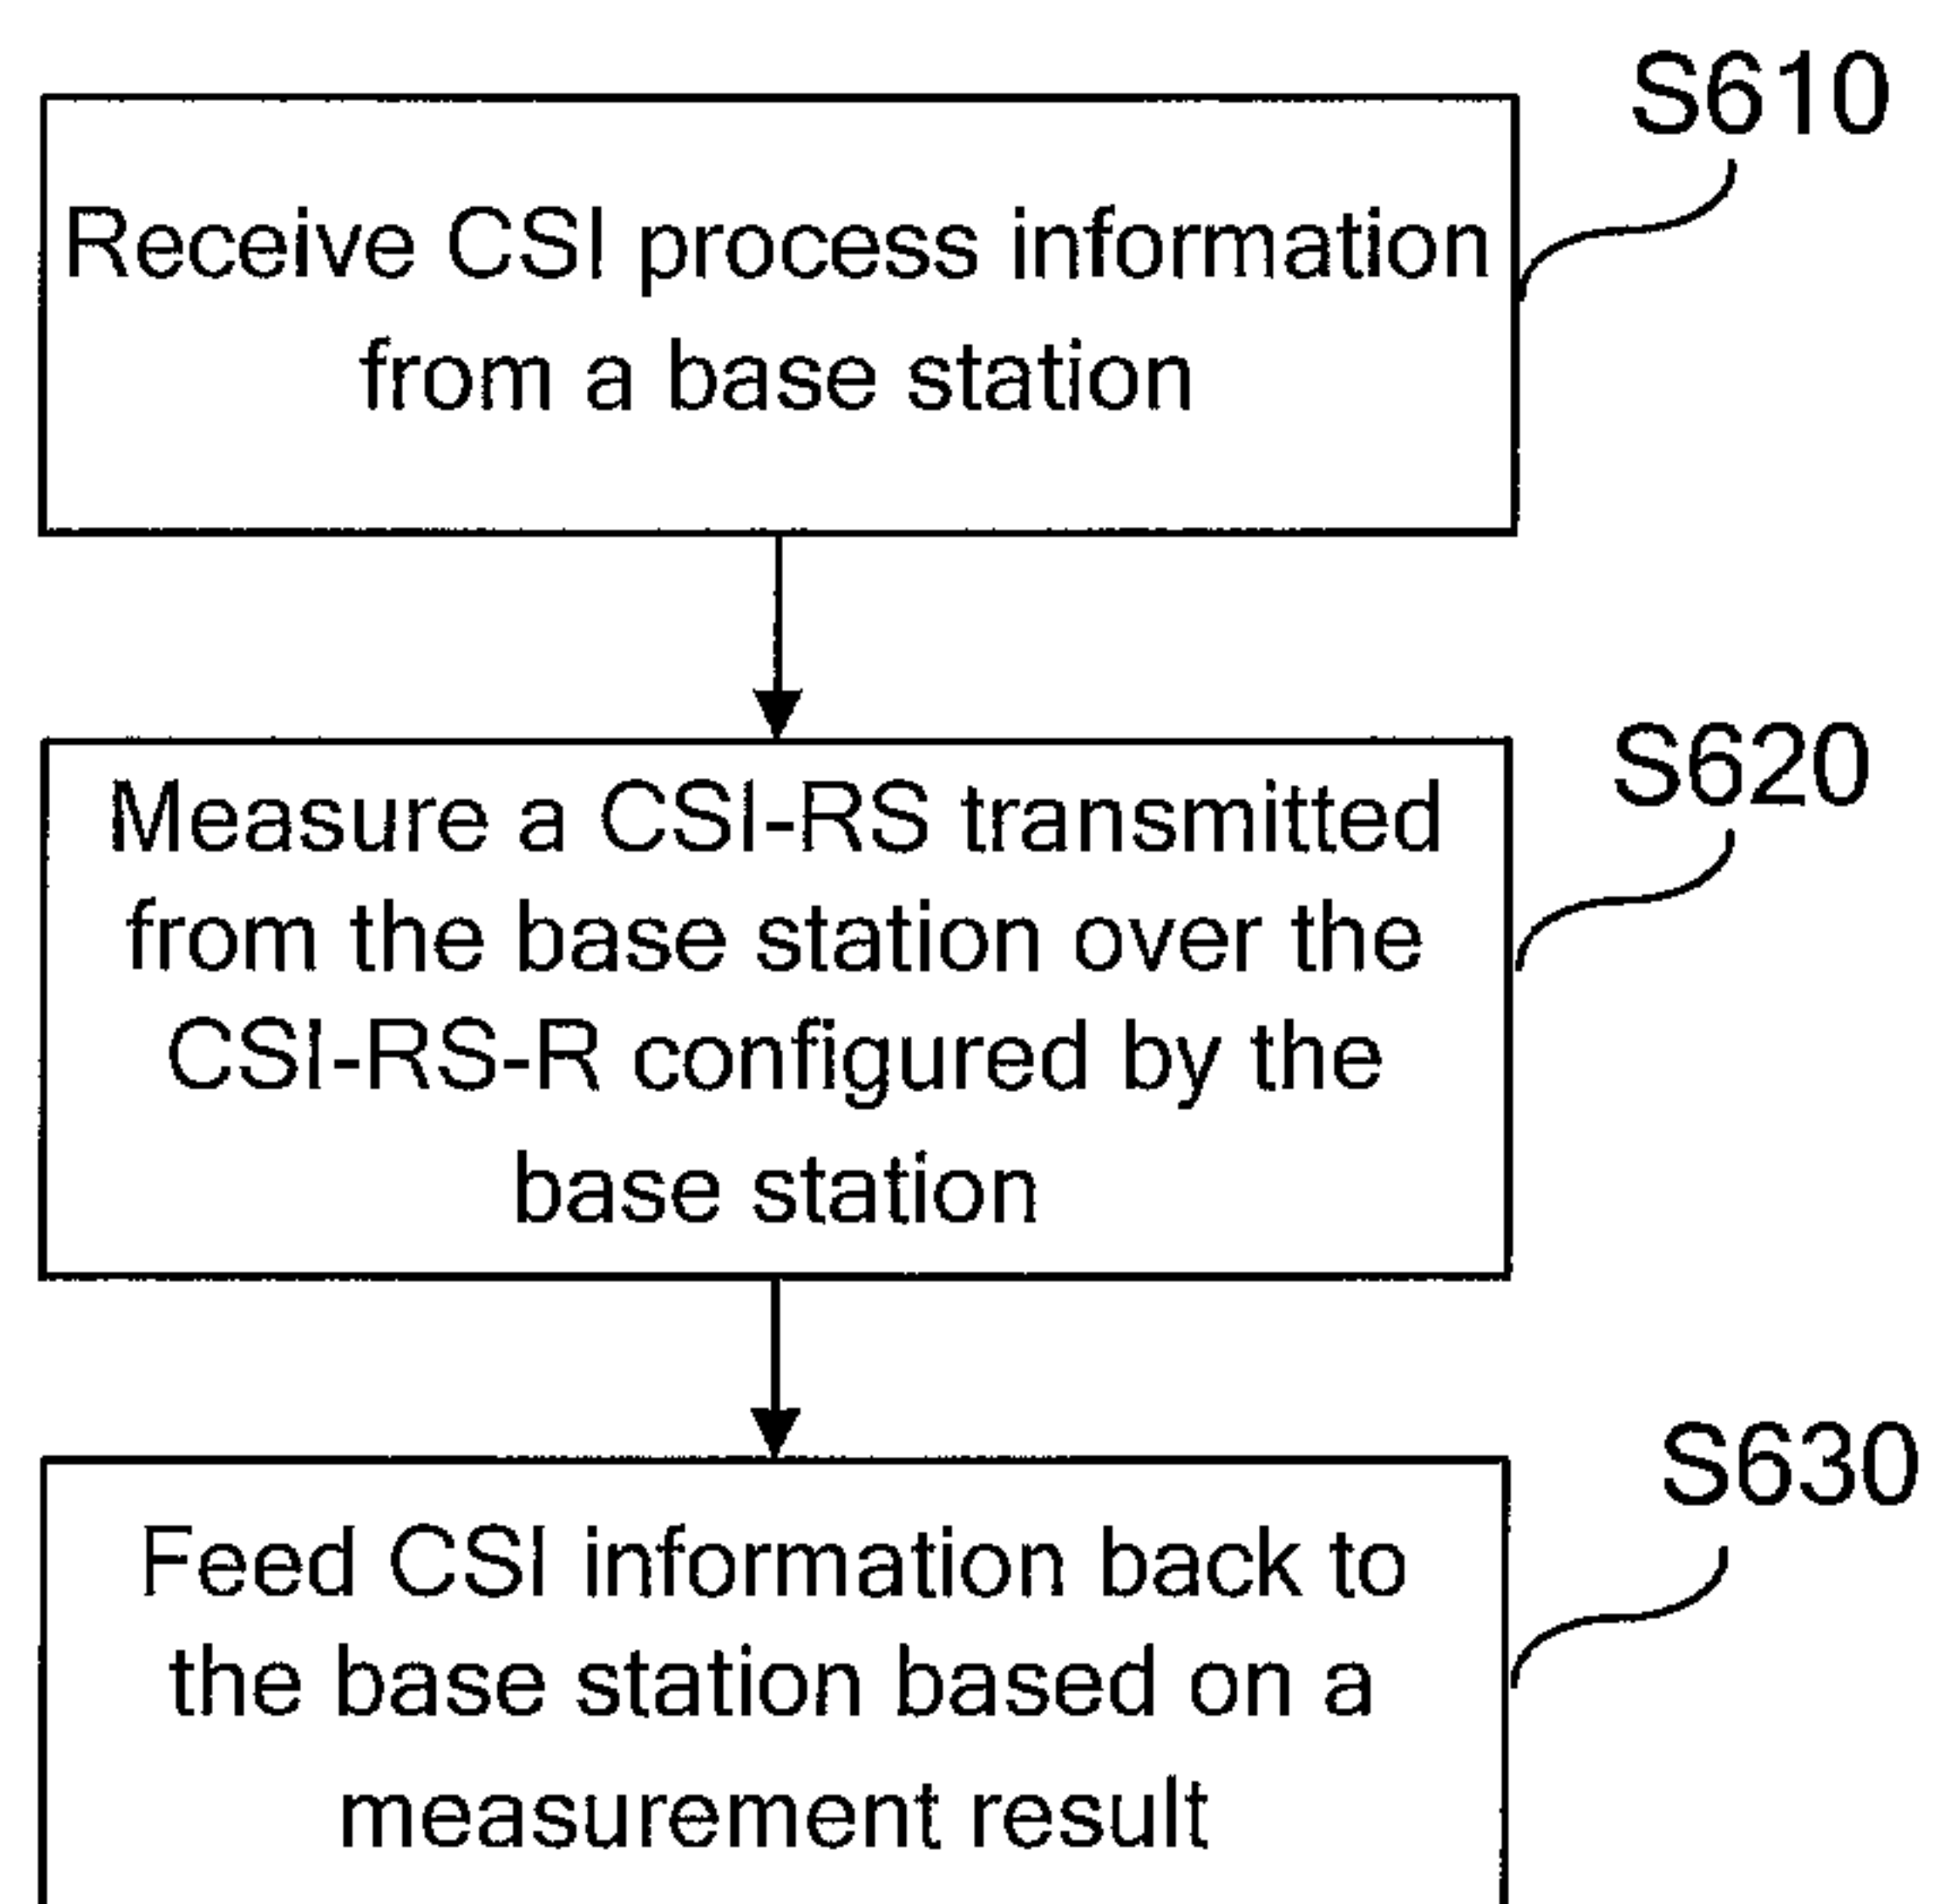 S610
Receive CSI process information
from a base station
S620
Measure a CSI-RS transmitted
from the base station over the
CSI-RS-R configured by the
base station
S630
Feed CSI information back to
the base station based on a
measurement result